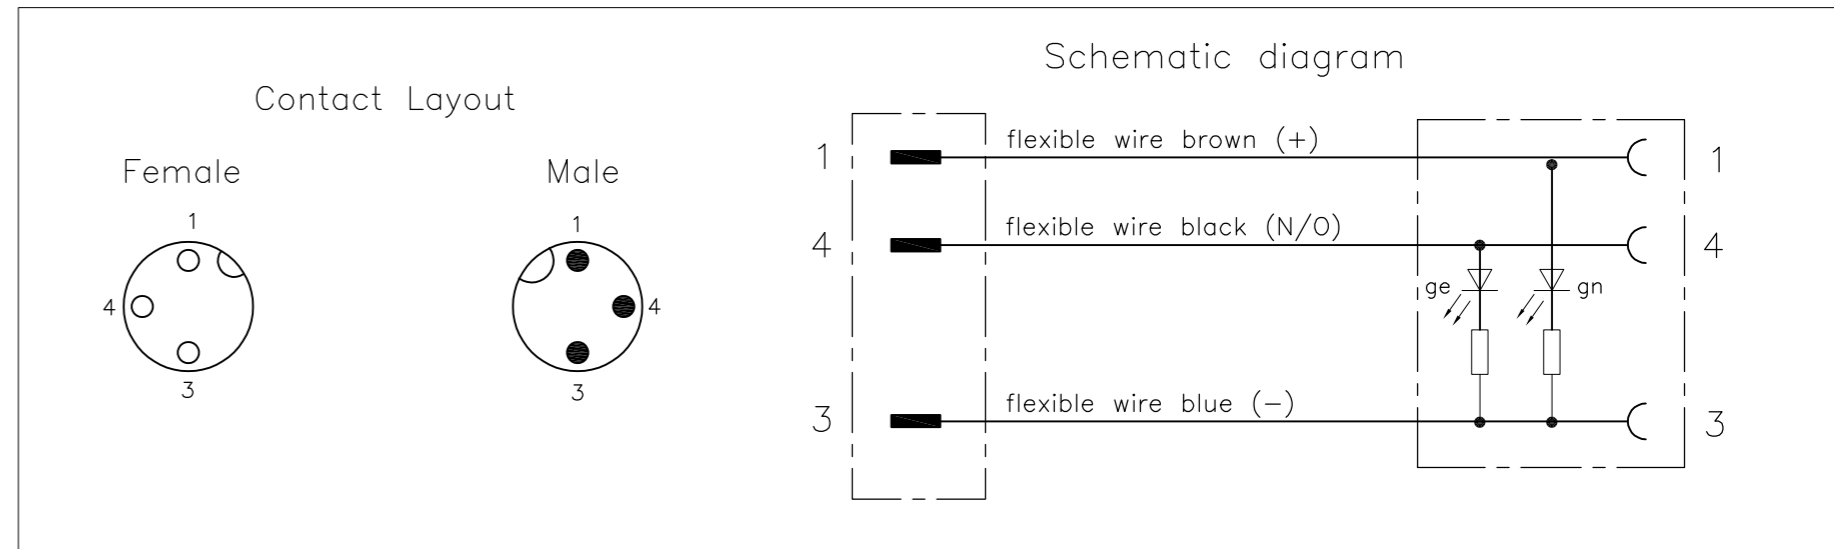 Schematic diagram
Contact Layout
Female
Male
1
4
3
1
4
3
1
flexible wire brown (+)
1
4
flexible wire black (N/O)
4
ge
gn
3
flexible wire blue (-)
3